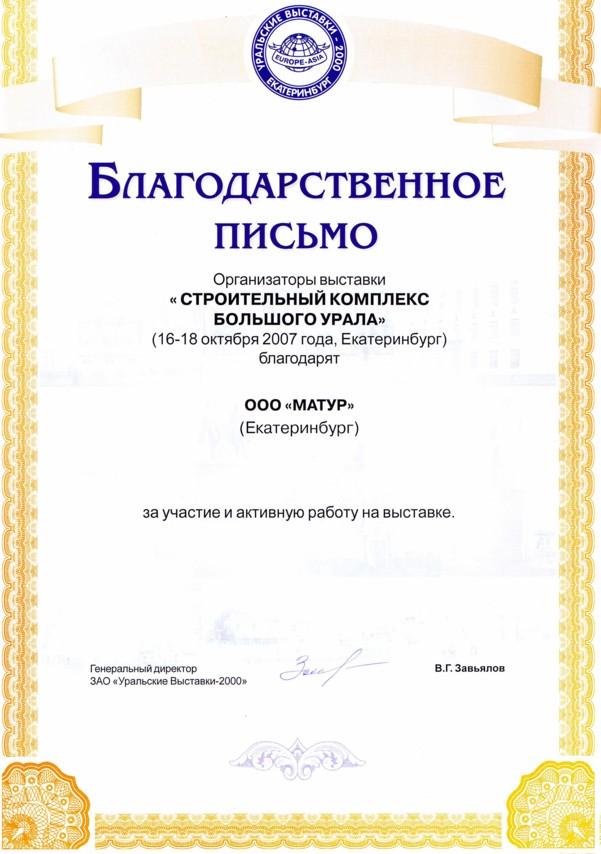 УРАЛЬСКИЕ ВЫСТАВКИ - 2000
EUROPE-ASIA
ЕКАТЕРИНБУРГ
БЛАГОДАРСТВЕННОЕ
ПИСЬМО
Организаторы выставки
« СТРОИТЕЛЬНЫЙ КОМПЛЕКС
БОЛЬШОГО УРАЛА»
(16-18 октября 2007 года, Екатеринбург)
благодарят
ООО «МАТУР»
(Екатеринбург)
за участие и активную работу на выставке.
Генеральный директор
ЗАО «Уральские Выставки-2000»
В.Г. Завьялов